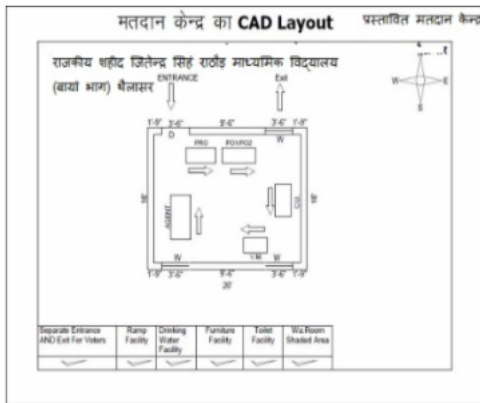 मतदान केन्द्र का CAD Layout
प्रस्तावित मतदान केन्द्र
राजकीय शहीद जितेन्द्र सिहं राठौड़ माध्यमिक विद्यालय
(बायां भाग) थैलासर
ENTRANCE
Exit
W E
S
1'-9" 3'-6" 9'-6" 3'-6" 1'-9"
D
W
PRO
PO1/PO2
16'
16'
AGENT
C.U.
W
W
1'-9" 3'-6" 9'-6" 3'-6" 1'-9"
20'
Separate Entrance AND Exit For Voters
Ramp Facility
Drinking Water Facility
Furniture Facility
Toilet Facility
Wa.Room Shaded Area